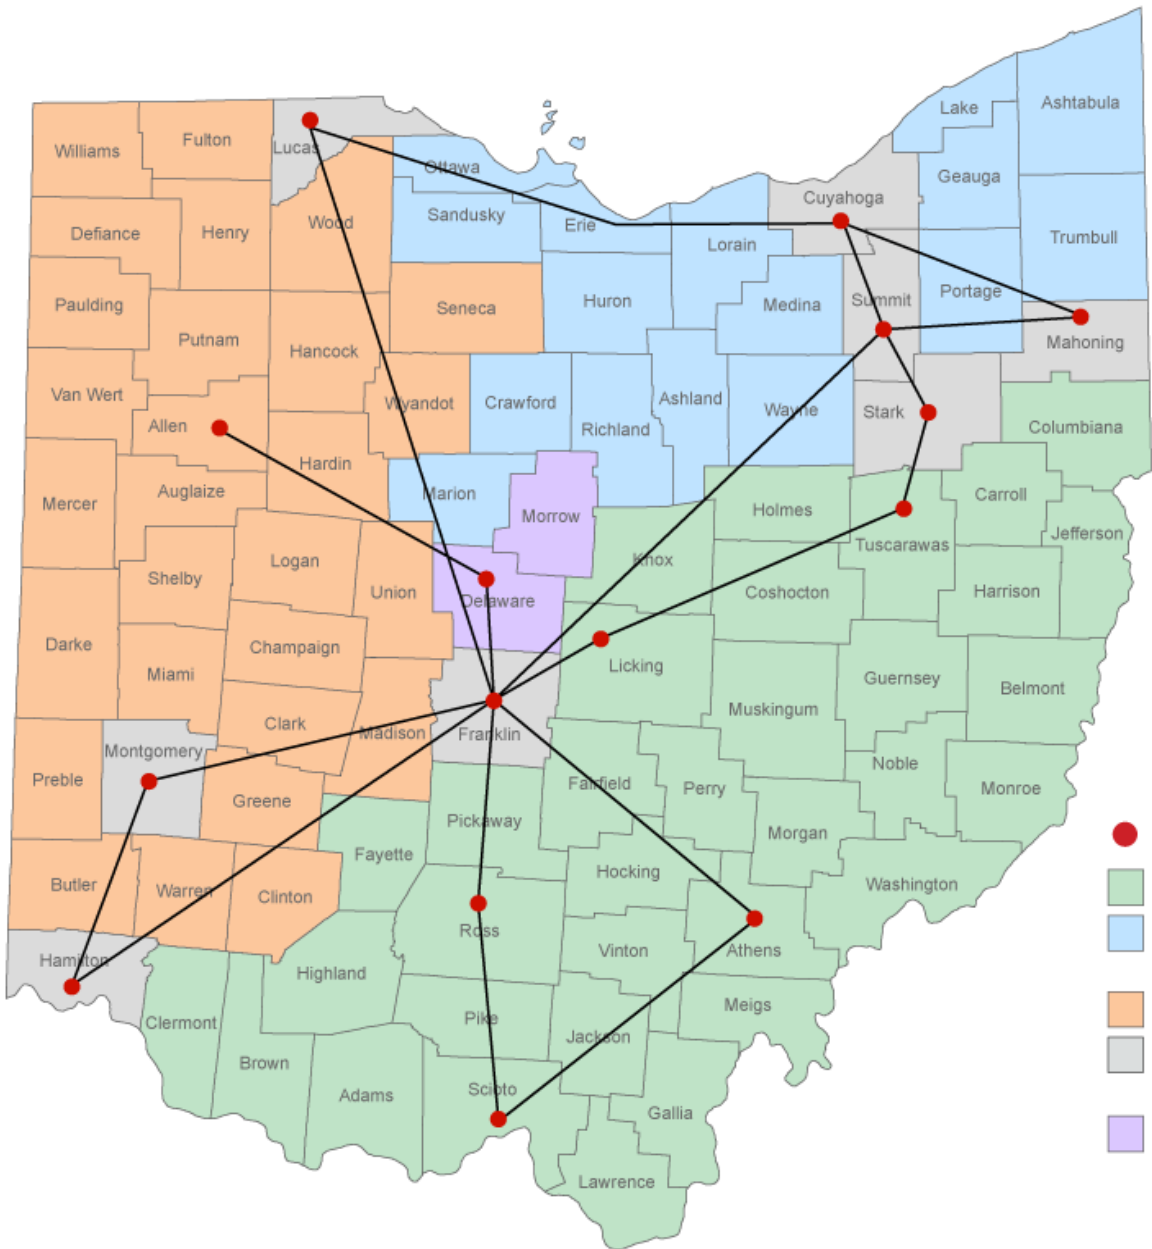 Lake
Ashtabula
Fulton
Lucas
Williams
Ottawa
Geauga
Cuyahoga
Sandusky
Wood
Erie
Henry
Defiance
Lorain
Trumbull
Portage
Summit
Huron
Medina
Paulding
Seneca
Putnam
Mahoning
Hancock
Van Wert
Ashland
Crawford
Wyandot
Wayne
Stark
Allen
Richland
Columbiana
Hardin
Auglaize
Marion
Carroll
Mercer
Holmes
Morrow
Jefferson
Tuscarawas
Knox
Logan
Shelby
Union
Coshocton
Harrison
Delaware
Darke
Champaign
Licking
Miami
Guernsey
Belmont
Muskingum
Clark
Madison
Franklin
Montgomery
Noble
Preble
Fairfield
Perry
Monroe
Greene
Pickaway
Morgan
Fayette
Hocking
Butler
Warren
Clinton
Washington
Ross
Vinton
Athens
Hamilton
Highland
Meigs
Pike
Clermont
Jackson
Brown
Scioto
Adams
Gallia
Lawrence